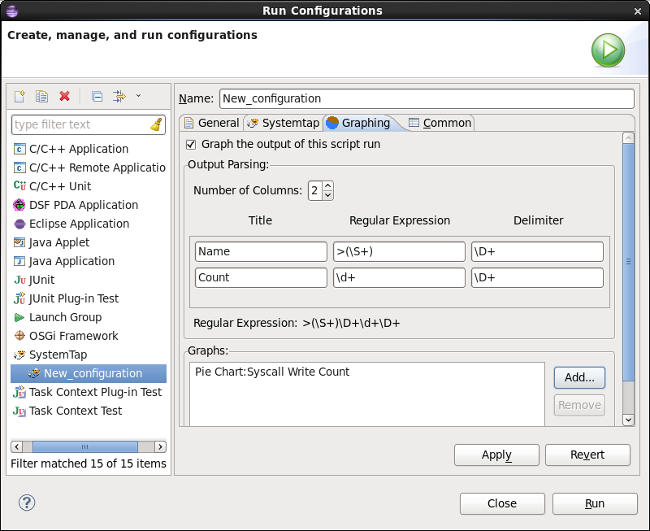 Run Configurations
Create, manage, and run configurations
type filter text
C/C++ Application
C/C++ Remote Applicatio
C/C++ Unit
DSF PDA Application
Eclipse Application
Java Applet
Java Application
JUnit
JUnit Plug-in Test
Launch Group
OSGi Framework
SystemTap
New_configuration
Task Context Plug-in Test
Task Context Test
Filter matched 15 of 15 items
Name: New_configuration
General Systemtap Graphing Common
Graph the output of this script run
Output Parsing:
Number of Columns: 2
Title Regular Expression Delimiter
Name >(\S+) \D+
Count \d+ \D+
Regular Expression: >(\S+)\D+\d+\D+
Graphs:
Pie Chart:Syscall Write Count
Add...
Remove
Apply Revert
? Close Run